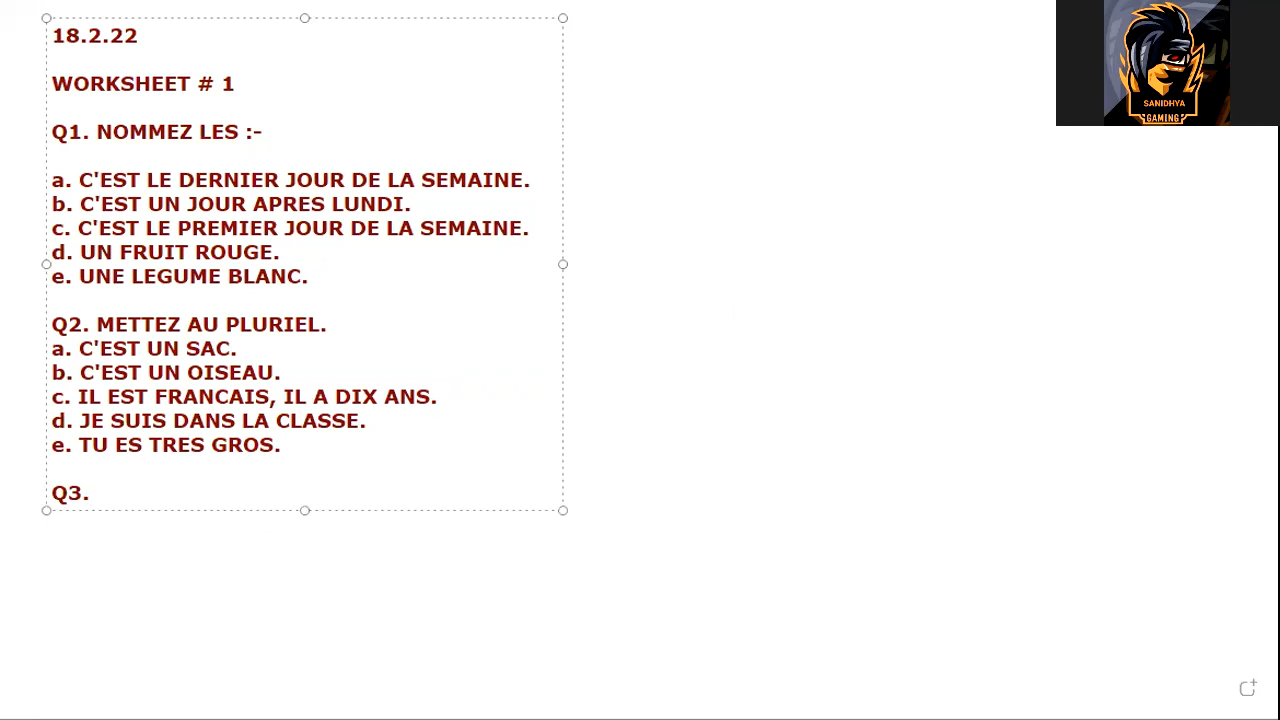 18.2.22
WORKSHEET # 1
Q1. NOMMEZ LES :-
a. C'EST LE DERNIER JOUR DE LA SEMAINE.
b. C'EST UN JOUR APRES LUNDI.
c. C'EST LE PREMIER JOUR DE LA SEMAINE.
d. UN FRUIT ROUGE.
e. UNE LEGUME BLANC.
Q2. METTEZ AU PLURIEL.
a. C'EST UN SAC.
b. C'EST UN OISEAU.
c. IL EST FRANCAIS, IL A DIX ANS.
d. JE SUIS DANS LA CLASSE.
e. TU ES TRES GROS.
Q3.
SANIDHYA
GAMING